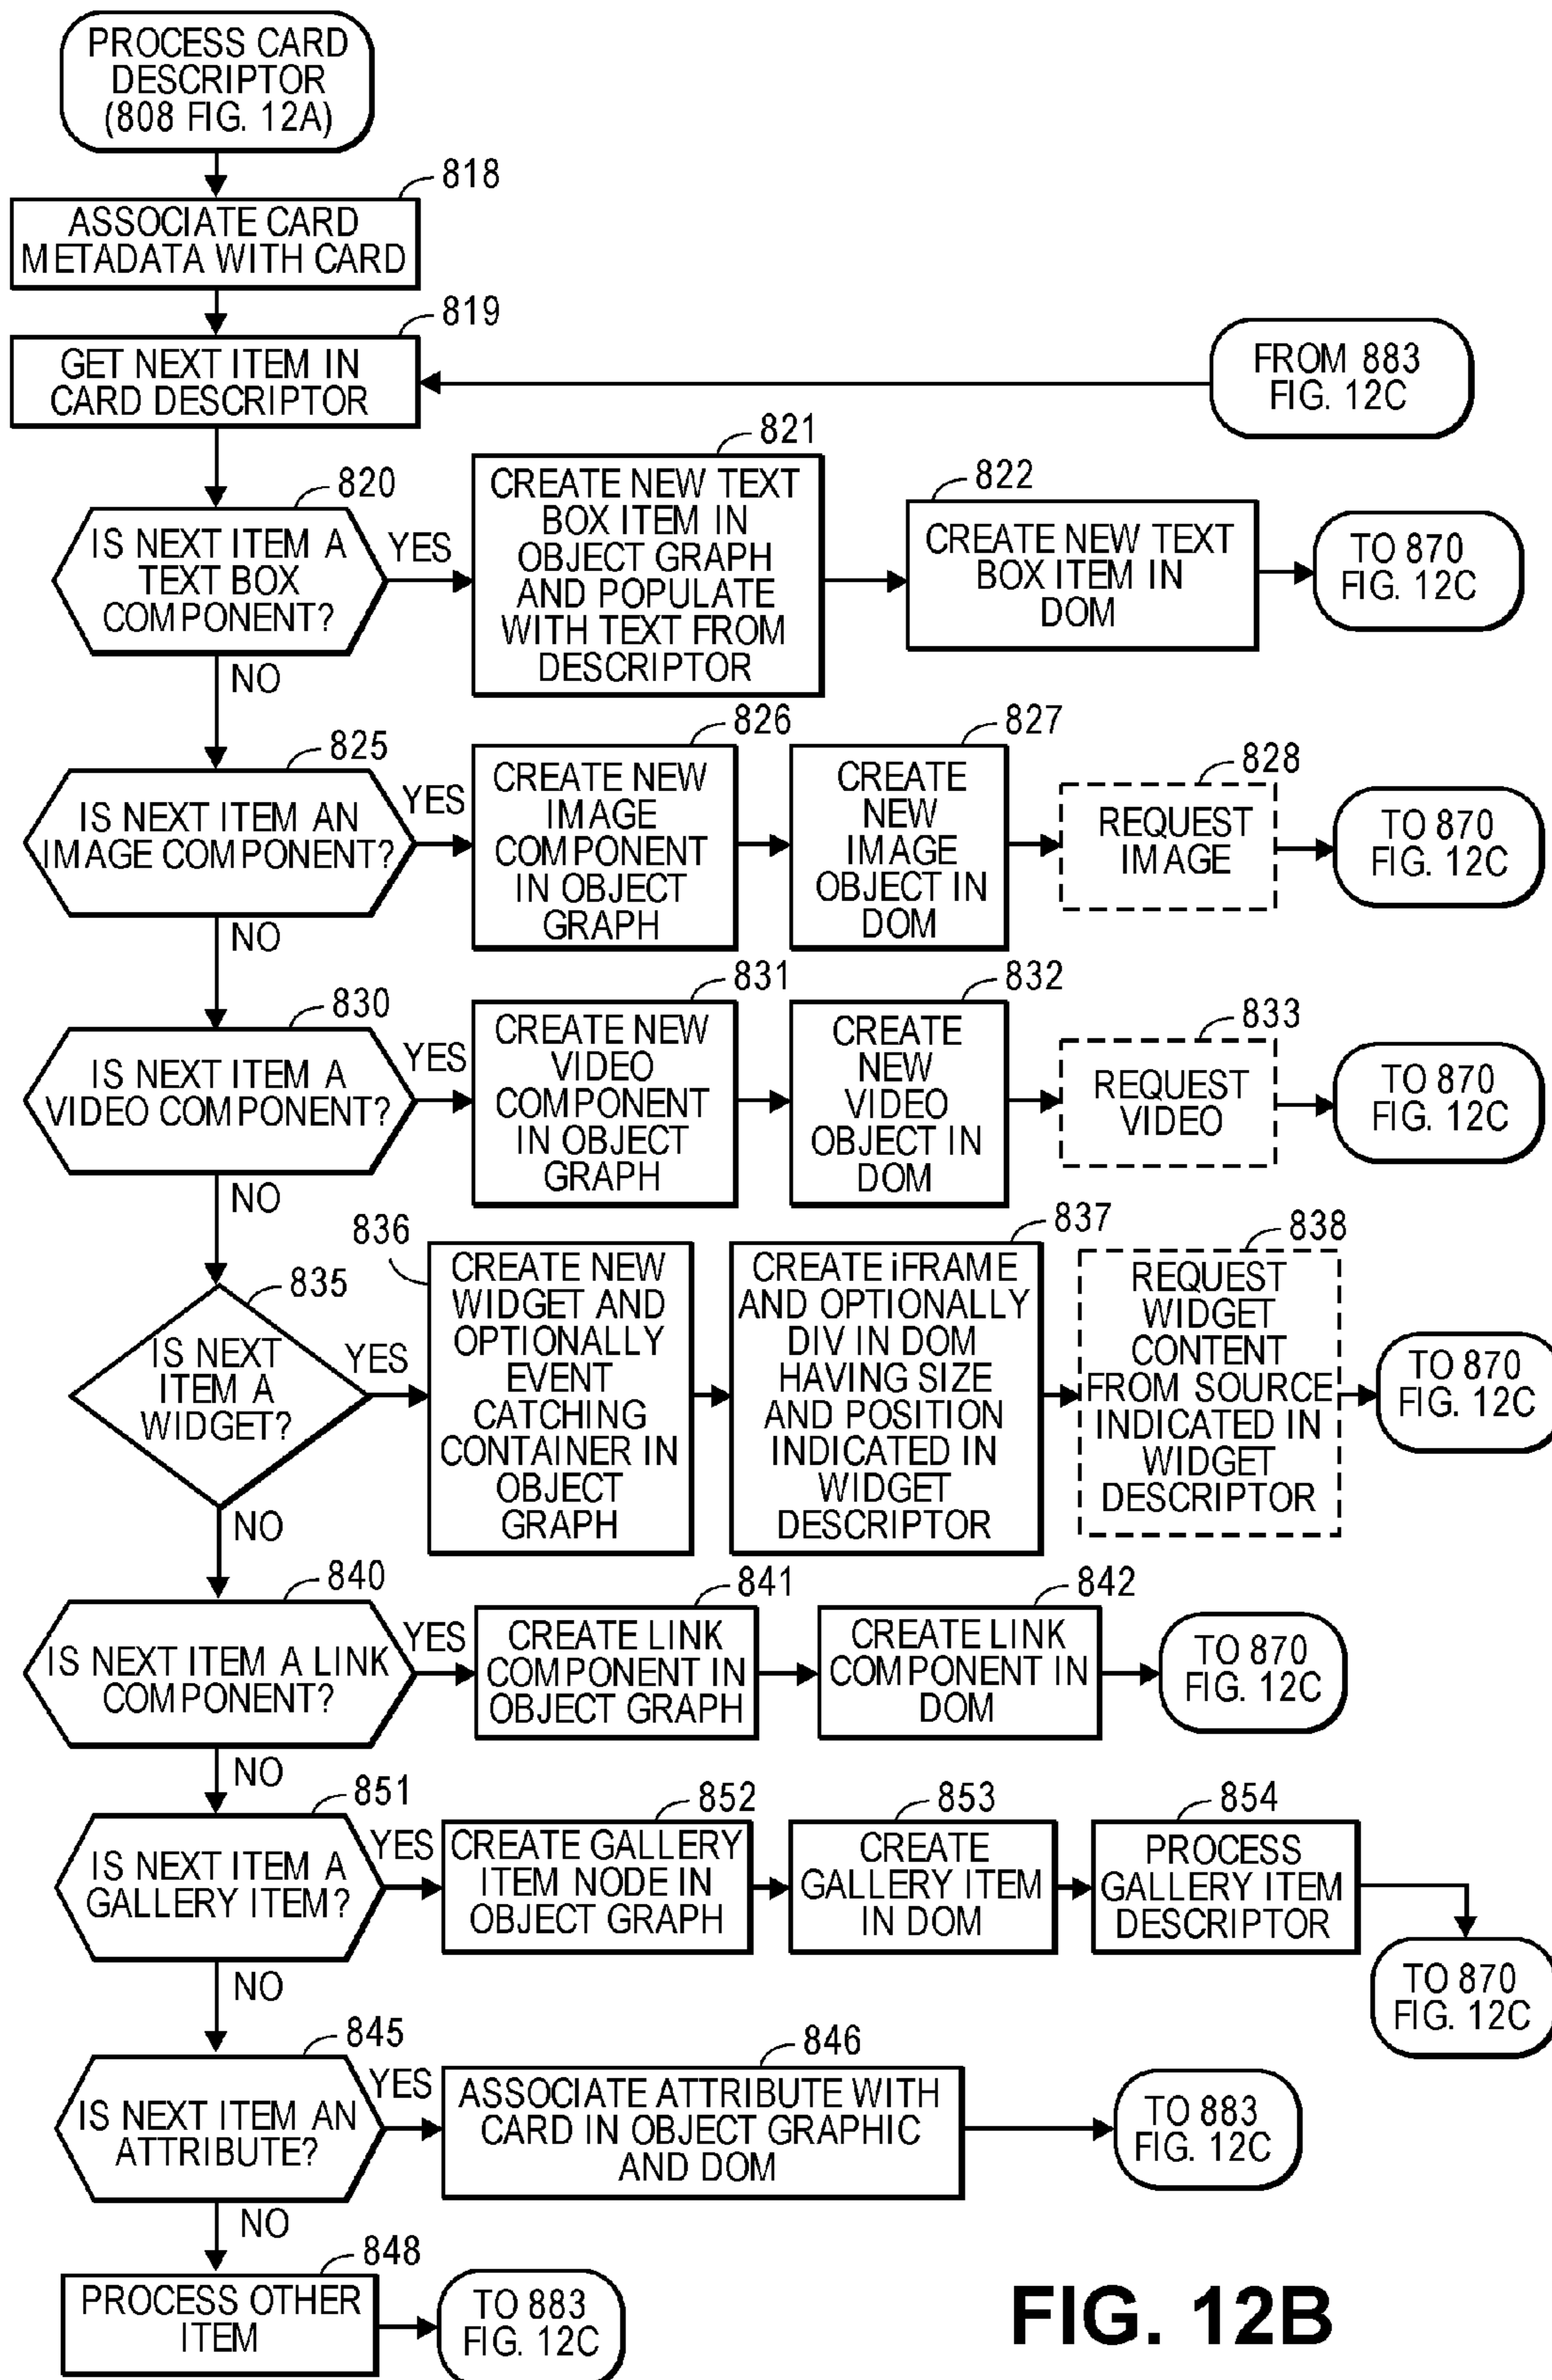 PROCESS CARD
DESCRIPTOR
(808 FIG. 12A)
818
ASSOCIATE CARD
METADATA WITH CARD
819
GET NEXT ITEM IN
CARD DESCRIPTOR
FROM 883
FIG. 12C
820
IS NEXT ITEM A
TEXT BOX
COMPONENT?
YES
NO
821
CREATE NEW TEXT
BOX ITEM IN
OBJECT GRAPH
AND POPULATE
WITH TEXT FROM
DESCRIPTOR
822
CREATE NEW TEXT
BOX ITEM IN
DOM
TO 870
FIG. 12C
825
IS NEXT ITEM AN
IMAGE COMPONENT?
YES
NO
826
CREATE NEW
IMAGE
COMPONENT
IN OBJECT
GRAPH
827
CREATE
NEW
IMAGE
OBJECT IN
DOM
828
REQUEST
IMAGE
TO 870
FIG. 12C
830
IS NEXT ITEM A
VIDEO COMPONENT?
YES
NO
831
CREATE NEW
VIDEO
COMPONENT
IN OBJECT
GRAPH
832
CREATE
NEW
VIDEO
OBJECT IN
DOM
833
REQUEST
VIDEO
TO 870
FIG. 12C
835
IS NEXT
ITEM A
WIDGET?
YES
NO
836
CREATE NEW
WIDGET AND
OPTIONALLY
EVENT
CATCHING
CONTAINER IN
OBJECT
GRAPH
837
CREATE iFRAME
AND OPTIONALLY
DIV IN DOM
HAVING SIZE
AND POSITION
INDICATED IN
WIDGET
DESCRIPTOR
838
REQUEST
WIDGET
CONTENT
FROM SOURCE
INDICATED IN
WIDGET
DESCRIPTOR
TO 870
FIG. 12C
840
IS NEXT ITEM A LINK
COMPONENT?
YES
NO
841
CREATE LINK
COMPONENT IN
OBJECT GRAPH
842
CREATE LINK
COMPONENT IN
DOM
TO 870
FIG. 12C
851
IS NEXT ITEM A
GALLERY ITEM?
YES
NO
852
CREATE GALLERY
ITEM NODE IN
OBJECT GRAPH
853
CREATE
GALLERY ITEM
IN DOM
854
PROCESS
GALLERY ITEM
DESCRIPTOR
TO 870
FIG. 12C
845
IS NEXT ITEM AN
ATTRIBUTE?
YES
NO
846
ASSOCIATE ATTRIBUTE WITH
CARD IN OBJECT GRAPHIC
AND DOM
TO 883
FIG. 12C
848
PROCESS OTHER
ITEM
TO 883
FIG. 12C
FIG. 12B